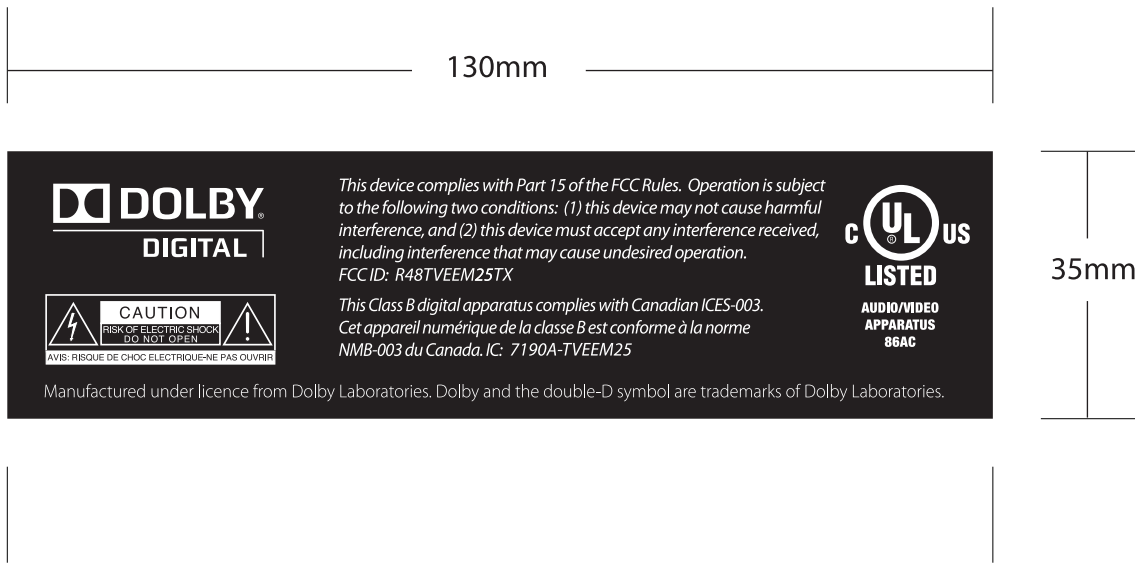 130mm
DOLBY®
DIGITAL
CAUTION
RISK OF ELECTRIC SHOCK
DO NOT OPEN
AVIS: RISQUE DE CHOC ELECTRIQUE-NE PAS OUVRIR
This device complies with Part 15 of the FCC Rules. Operation is subject
to the following two conditions: (1) this device may not cause harmful
interference, and (2) this device must accept any interference received,
including interference that may cause undesired operation.
FCC ID: R48TVEEM25TX
This Class B digital apparatus complies with Canadian ICES-003.
Cet appareil numérique de la classe B est conforme à la norme
NMB-003 du Canada. IC: 7190A-TVEEM25
C UL® US
LISTED
AUDIO/VIDEO
APPARATUS
86AC
Manufactured under licence from Dolby Laboratories. Dolby and the double-D symbol are trademarks of Dolby Laboratories.
35mm